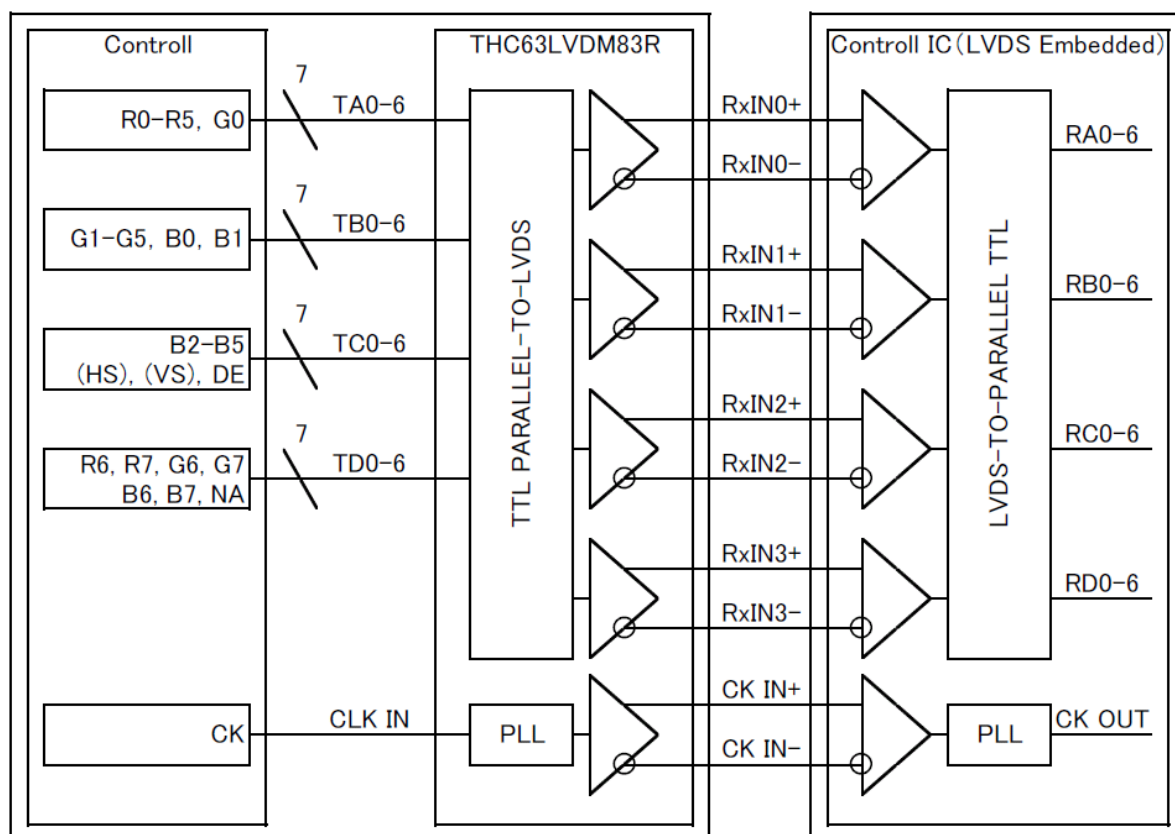 Controll
THC63LVDM83R
Controll IC(LVDS Embedded)
7
R0-R5, G0
TA0-6
RxIN0+
RxIN0-
RA0-6
7
G1-G5, B0, B1
TB0-6
RxIN1+
RxIN1-
RB0-6
7
B2-B5
(HS), (VS), DE
TC0-6
RxIN2+
RxIN2-
RC0-6
7
R6, R7, G6, G7
B6, B7, NA
TD0-6
RxIN3+
RxIN3-
RD0-6
TTL PARALLEL-TO-LVDS
LVDS-TO-PARALLEL TTL
CK
CLK IN
PLL
CK IN+
CK IN-
PLL
CK OUT